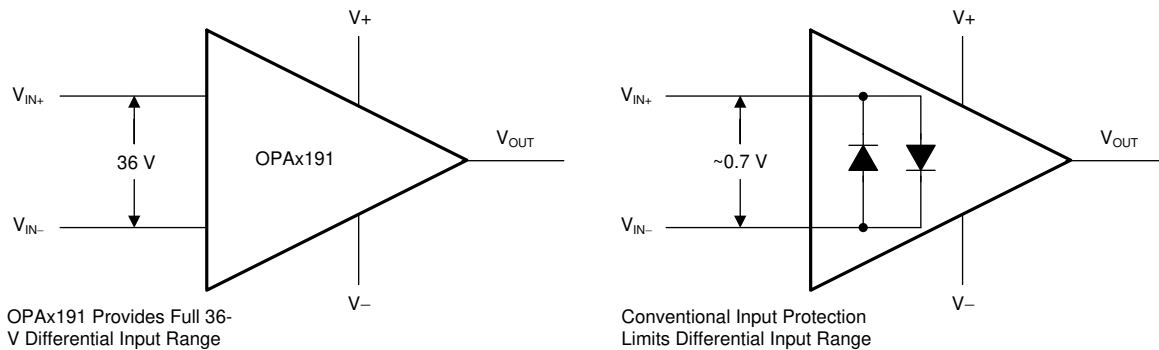 V+
V+
VIN+
VIN+
VOUT
VOUT
36 V
OPAx191
~0.7 V
VIN−
VIN−
V−
V−
OPAx191 Provides Full 36-
V Differential Input Range
Conventional Input Protection
Limits Differential Input Range